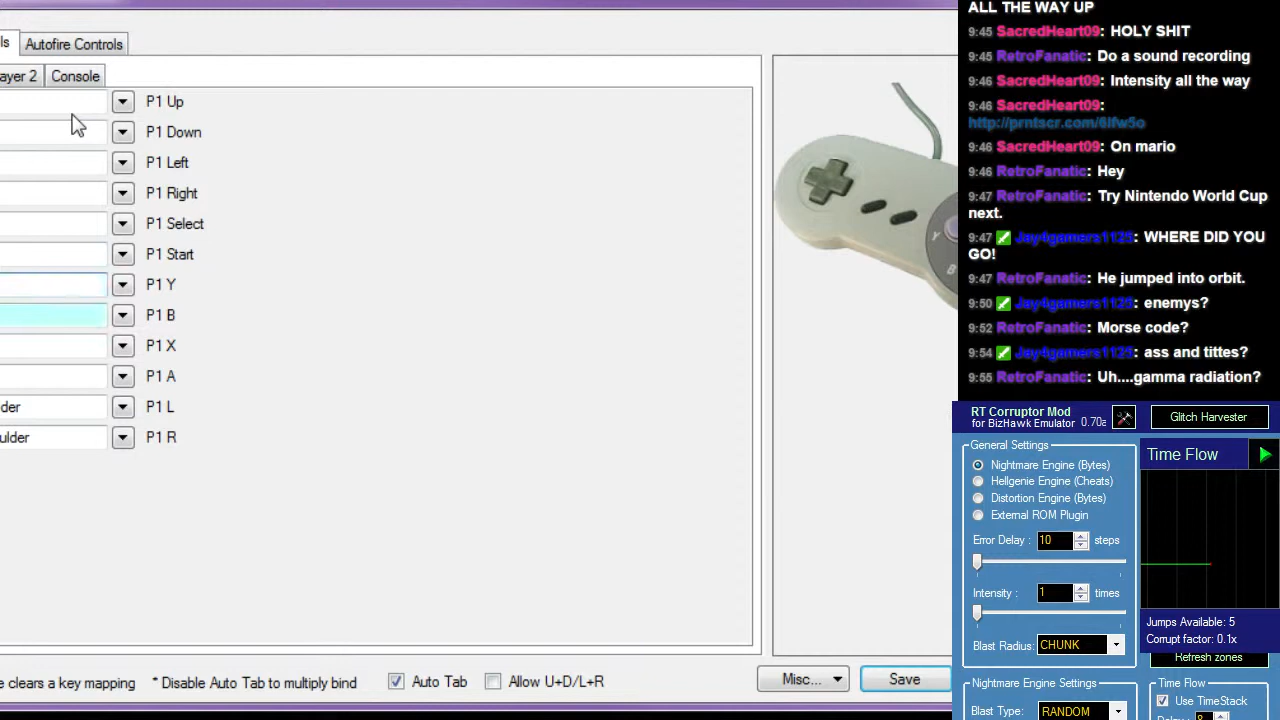 ls
Autofire Controls
ayer 2
Console
P1 Up
P1 Down
P1 Left
P1 Right
P1 Select
P1 Start
P1 Y
P1 B
P1 X
P1 A
der
P1 L
ulder
P1 R
Y
B
e clears a key mapping
* Disable Auto Tab to multiply bind
Auto Tab
Allow U+D/L+R
Misc...
Save
ALL THE WAY UP
9:45 SacredHeart09: HOLY SHIT
9:45 RetroFanatic: Do a sound recording
9:46 SacredHeart09: Intensity all the way
9:46 SacredHeart09:
http://prntscr.com/6lfw5o
9:46 SacredHeart09: On mario
9:46 RetroFanatic: Hey
9:47 RetroFanatic: Try Nintendo World Cup
next.
9:47 Jay4gamers1125: WHERE DID YOU
GO!
9:47 RetroFanatic: He jumped into orbit.
9:50 Jay4gamers1125: enemys?
9:52 RetroFanatic: Morse code?
9:54 Jay4gamers1125: ass and tittes?
9:55 RetroFanatic: Uh....gamma radiation?
RT Corruptor Mod
for BizHawk Emulator 0.70a
Glitch Harvester
General Settings
Nightmare Engine (Bytes)
Hellgenie Engine (Cheats)
Distortion Engine (Bytes)
External ROM Plugin
Error Delay : 10 steps
Intensity : 1 times
Blast Radius: CHUNK
Time Flow
Jumps Available: 5
Corrupt factor: 0.1x
Refresh zones
Nightmare Engine Settings
Blast Type: RANDOM
Time Flow
Use TimeStack